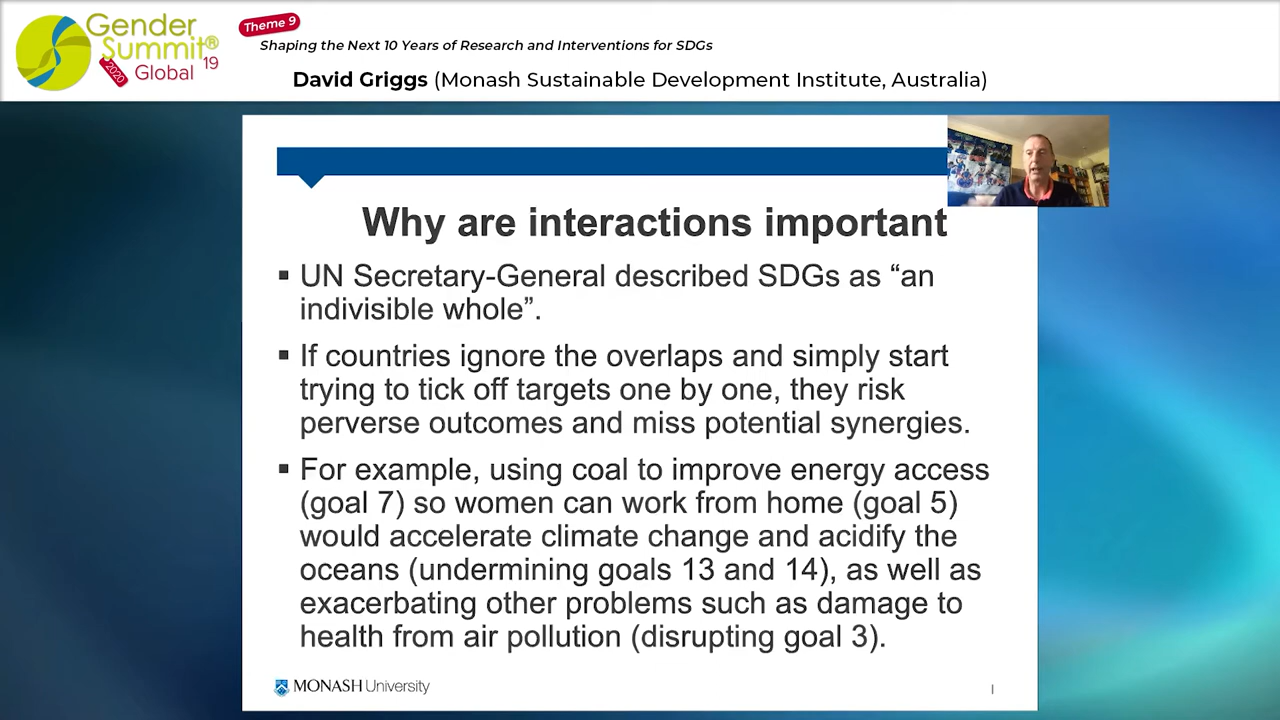 Gender
Summit®
Global 19
2020
Theme 9
Shaping the Next 10 Years of Research and Interventions for SDGs
David Griggs (Monash Sustainable Development Institute, Australia)
Why are interactions important
▪ UN Secretary-General described SDGs as “an
indivisible whole”.
▪ If countries ignore the overlaps and simply start
trying to tick off targets one by one, they risk
perverse outcomes and miss potential synergies.
▪ For example, using coal to improve energy access
(goal 7) so women can work from home (goal 5)
would accelerate climate change and acidify the
oceans (undermining goals 13 and 14), as well as
exacerbating other problems such as damage to
health from air pollution (disrupting goal 3).
MONASH University